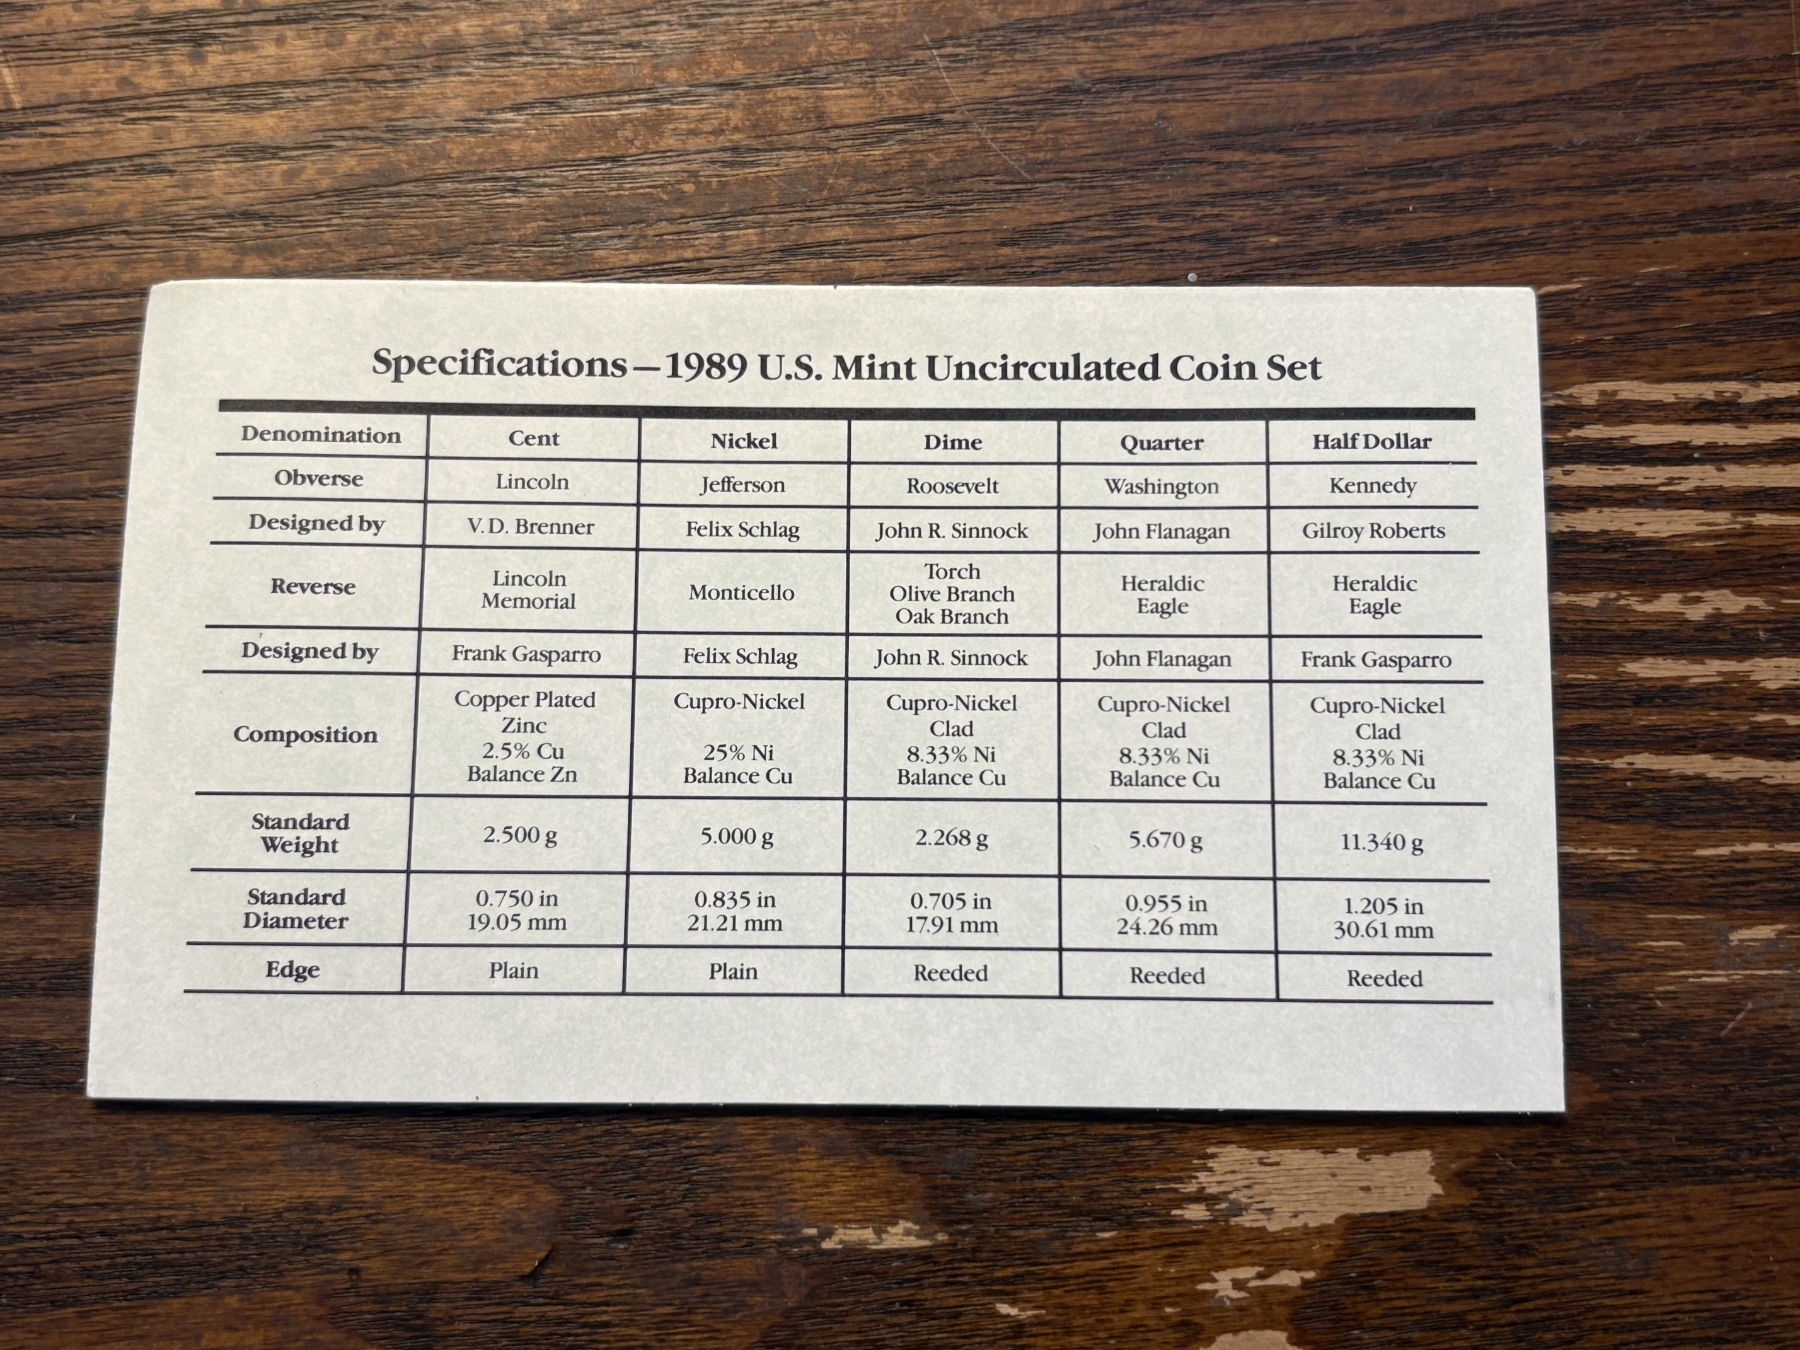 Specifications—1989 U.S. Mint Uncirculated Coin Set
Denomination Cent Nickel Dime Quarter Half Dollar
Obverse Lincoln Jefferson Roosevelt Washington Kennedy
Designed by V.D. Brenner Felix Schlag John R. Sinnock John Flanagan Gilroy Roberts
Reverse Lincoln Memorial Monticello Torch Olive Branch Oak Branch Heraldic Eagle Heraldic Eagle
Designed by Frank Gasparro Felix Schlag John R. Sinnock John Flanagan Frank Gasparro
Composition Copper Plated Zinc 2.5% Cu Balance Zn Cupro-Nickel 25% Ni Balance Cu Cupro-Nickel Clad 8.33% Ni Balance Cu Cupro-Nickel Clad 8.33% Ni Balance Cu Cupro-Nickel Clad 8.33% Ni Balance Cu
Standard Weight 2.500 g 5.000 g 2.268 g 5.670 g 11.340 g
Standard Diameter 0.750 in 19.05 mm 0.835 in 21.21 mm 0.705 in 17.91 mm 0.955 in 24.26 mm 1.205 in 30.61 mm
Edge Plain Plain Reeded Reeded Reeded